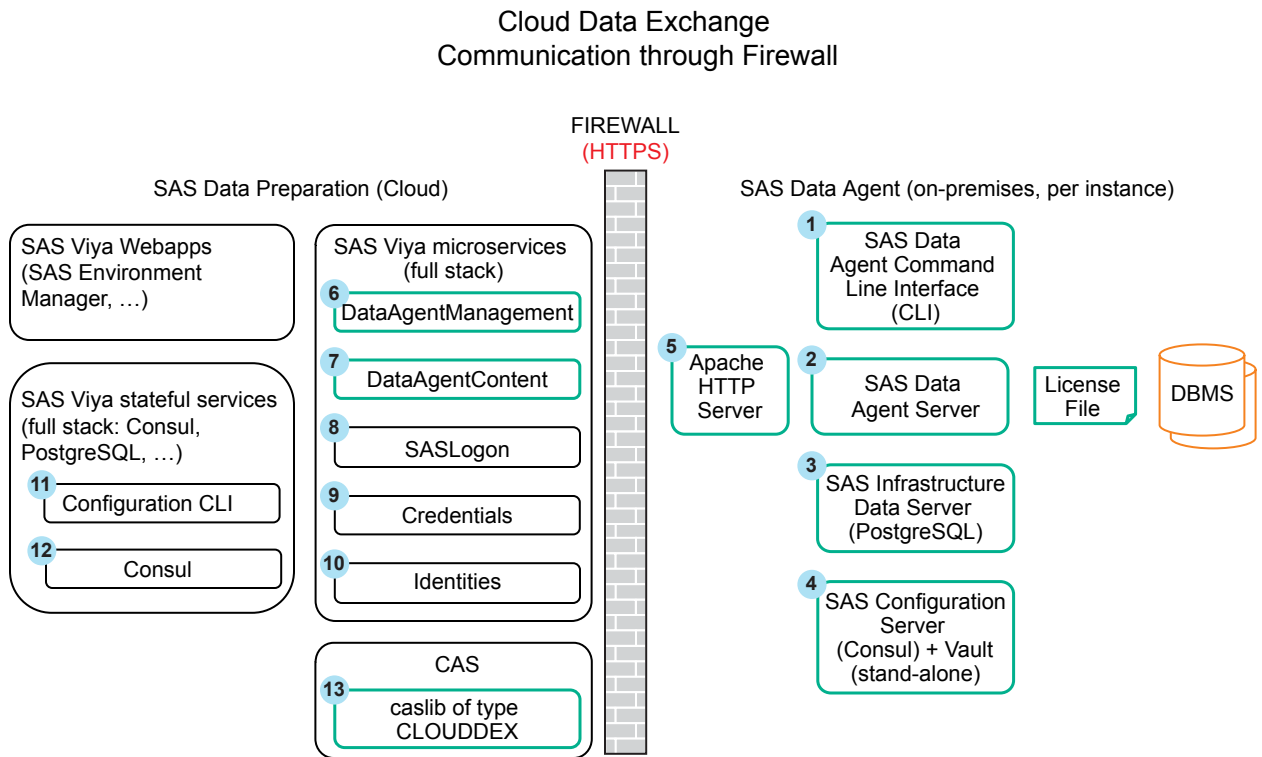 Cloud Data Exchange
Communication through Firewall
FIREWALL
(HTTPS)
SAS Data Preparation (Cloud)
SAS Viya Webapps
(SAS Environment
Manager, …)
SAS Viya stateful services
(full stack: Consul,
PostgreSQL, …)
11
Configuration CLI
12
Consul
SAS Viya microservices
(full stack)
6
DataAgentManagement
7
DataAgentContent
8
SASLogon
9
Credentials
10
Identities
CAS
13
caslib of type
CLOUDDEX
SAS Data Agent (on-premises, per instance)
1
SAS Data
Agent Command
Line Interface
(CLI)
5
Apache
HTTP
Server
2
SAS Data
Agent Server
License
File
DBMS
3
SAS Infrastructure
Data Server
(PostgreSQL)
4
SAS Configuration
Server
(Consul) + Vault
(stand-alone)